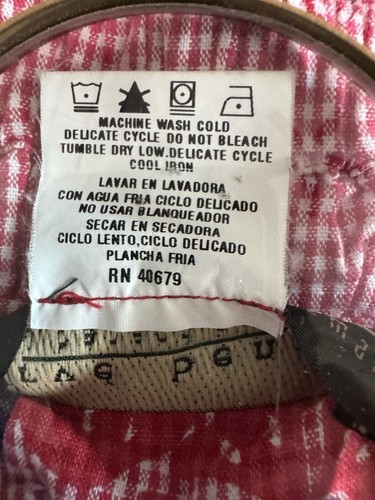 MACHINE WASH COLD
DELICATE CYCLE DO NOT BLEACH
TUMBLE DRY LOW.DELICATE CYCLE
COOL IRON
LAVAR EN LAVADORA
CON AGUA FRIA CICLO DELICADO
NO USAR BLANQUEADOR
SECAR EN SECADORA
CICLO LENTO,CICLO DELICADO
PLANCHA FRIA
RN 40679